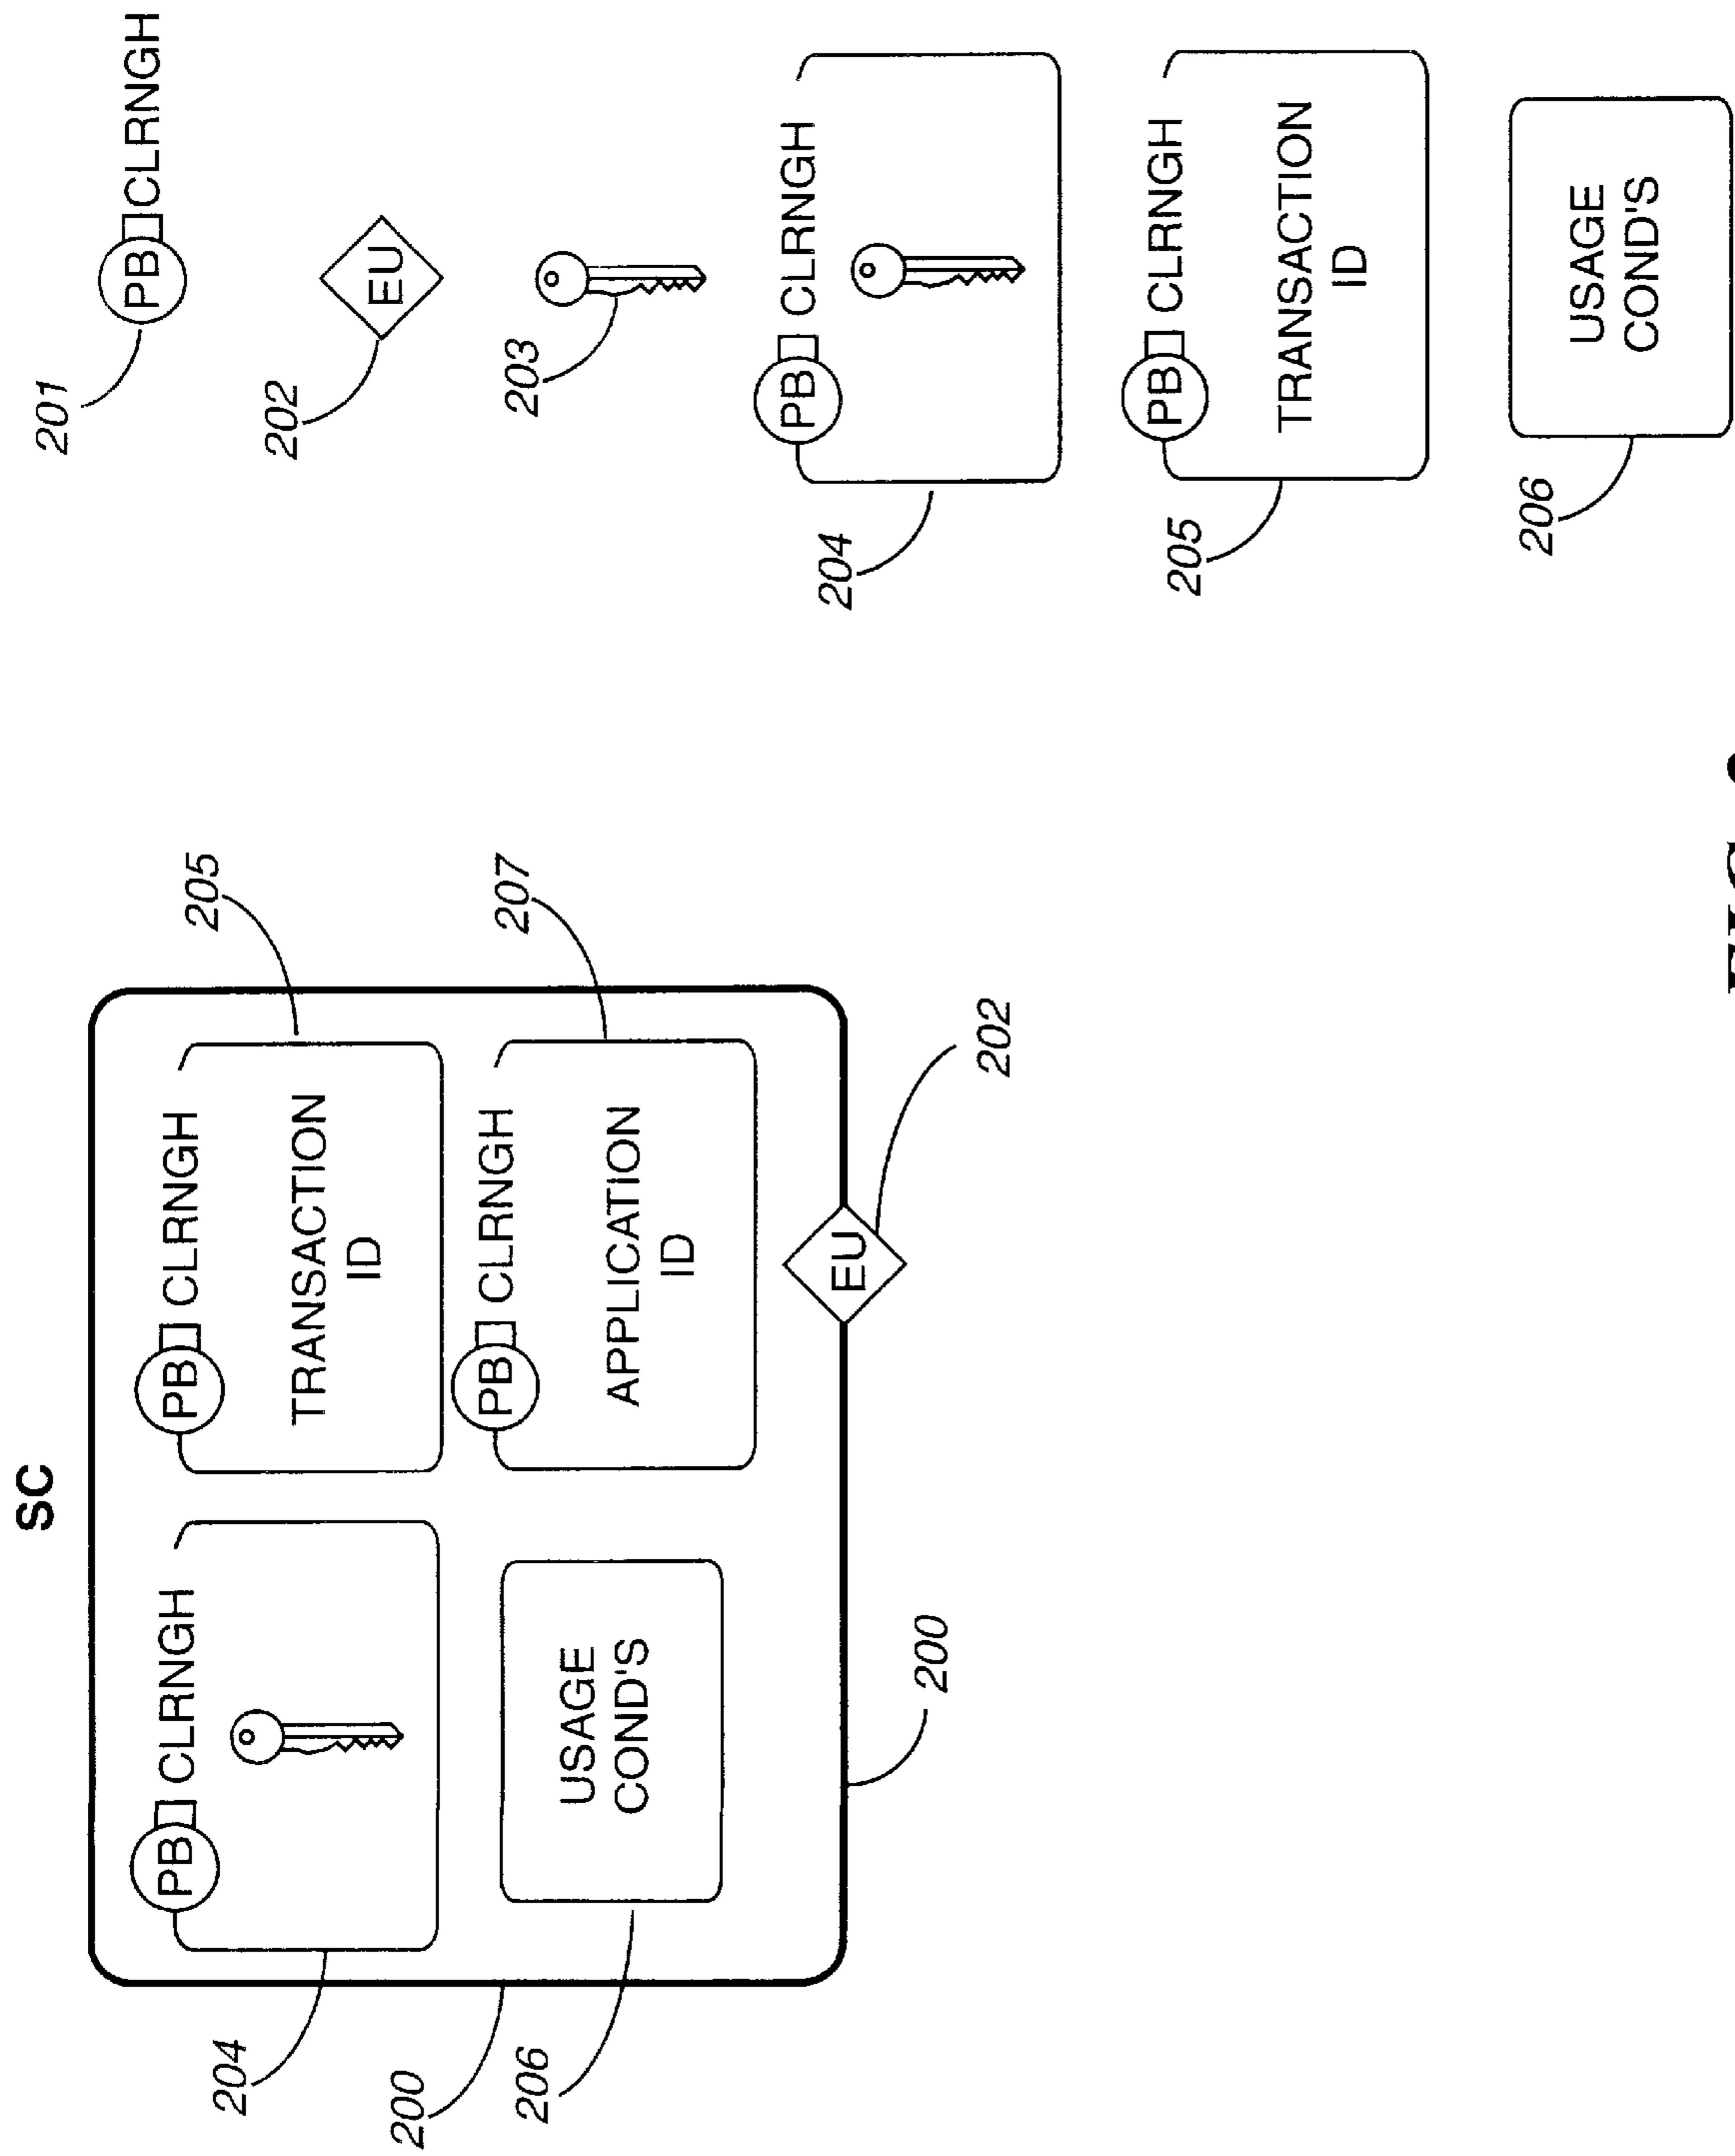 SC
204
PB CLRNGH
200
206
USAGE
COND'S
PB CLRNGH
TRANSACTION
ID
205
PB CLRNGH
APPLICATION
ID
207
EU
202
200
201
PB CLRNGH
202
EU
203
204
PB CLRNGH
205
PB CLRNGH
TRANSACTION
ID
206
USAGE
COND'S